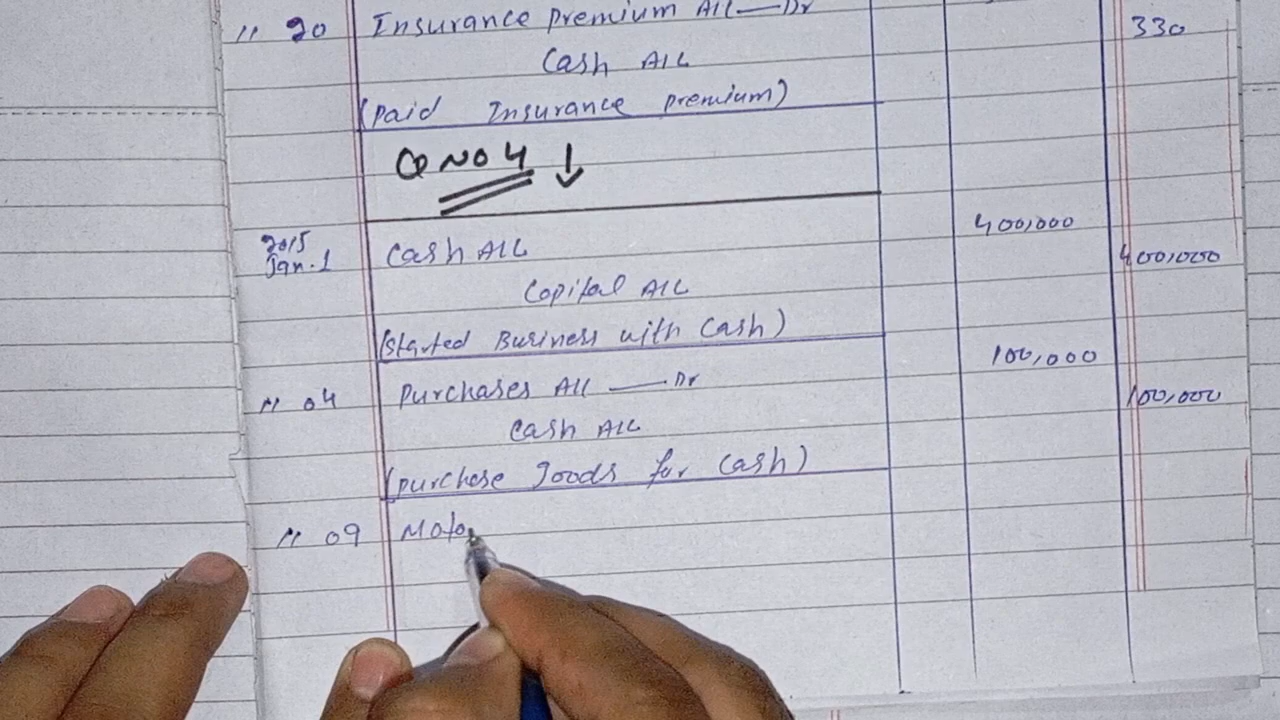 " 20 Insurance premium A/C — Dr
330
Cash A/C
(Paid Insurance premium)
Q NO 4 ↓
400,000
2015
Jan. 1 Cash A/C
400,000
Capital A/C
(Started Business with Cash)
100,000
" 04 Purchases A/C — Dr
100,000
Cash A/C
(purchase goods for cash)
" 09 Moto